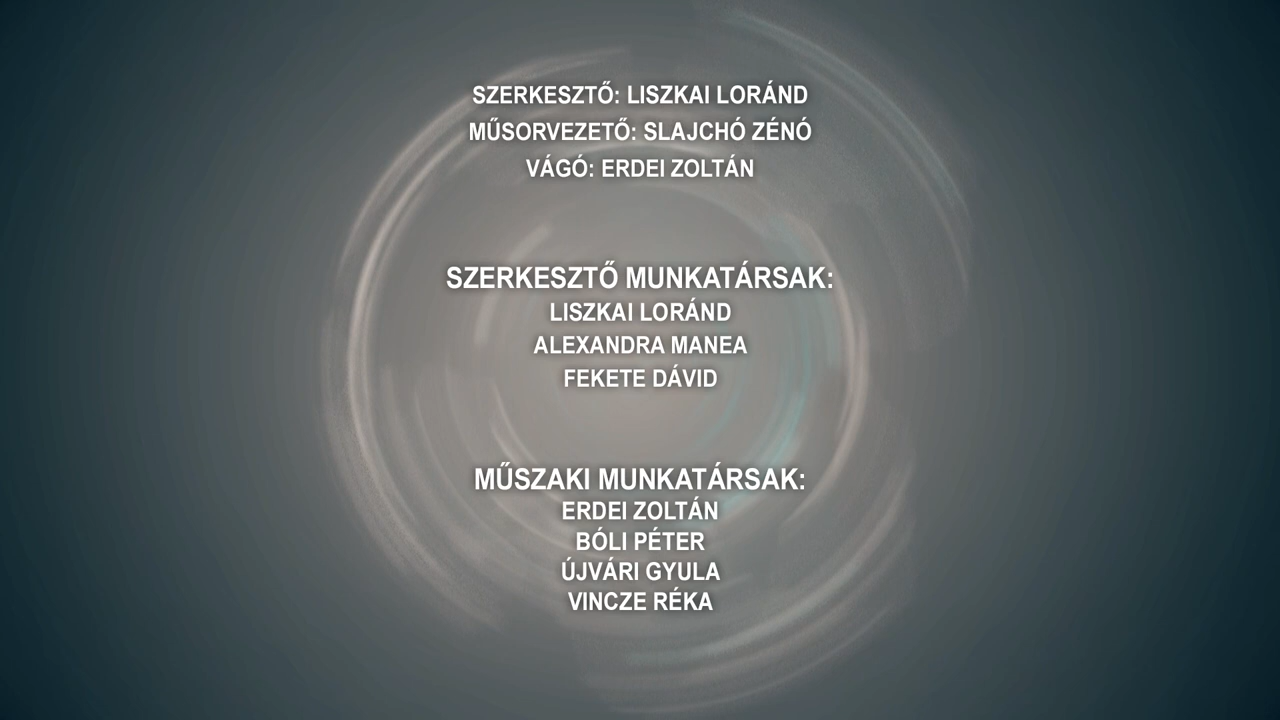 SZERKESZTŐ: LISZKAI LORÁND
MŰSORVEZETŐ: SLAJCHÓ ZÉNÓ
VÁGÓ: ERDEI ZOLTÁN
SZERKESZTŐ MUNKATÁRSAK:
LISZKAI LORÁND
ALEXANDRA MANEA
FEKETE DÁVID
MŰSZAKI MUNKATÁRSAK:
ERDEI ZOLTÁN
BÓLI PÉTER
ÚJVÁRI GYULA
VINCZE RÉKA